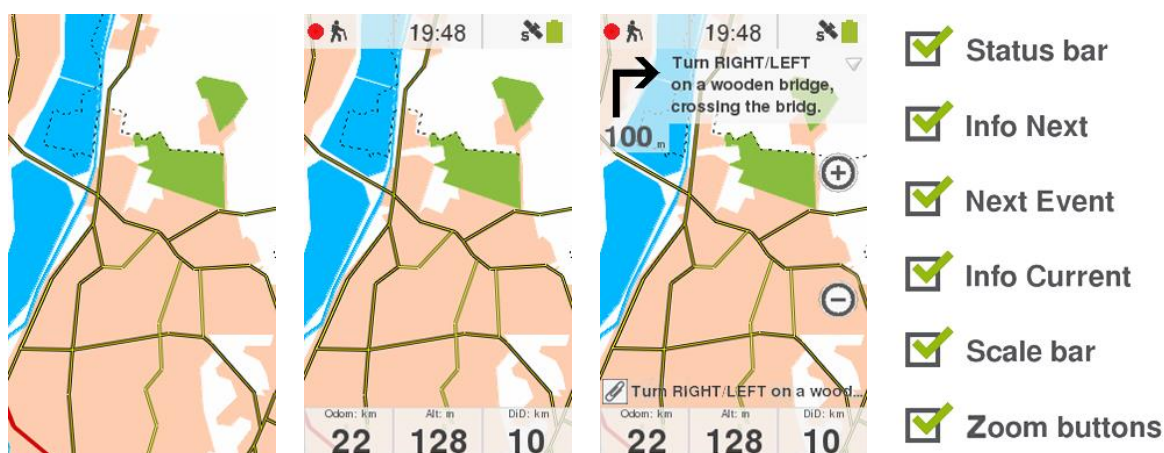 19:48
S
Odom: km
Alt: m
DiD: km
22
128
10
19:48
S
Turn RIGHT/LEFT
on a wooden bridge,
crossing the bridg.
100 m
Turn RIGHT/LEFT on a wood...
Odom: km
Alt: m
DiD: km
22
128
10
Status bar
Info Next
Next Event
Info Current
Scale bar
Zoom buttons